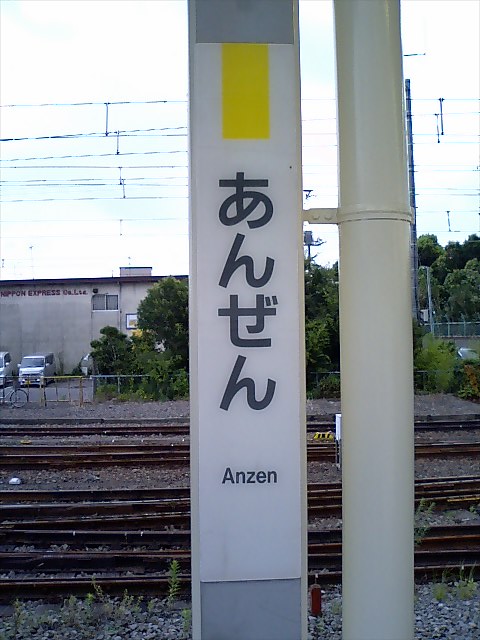 NIPPON EXPRESS Co.,Ltd.
あんぜん
Anzen